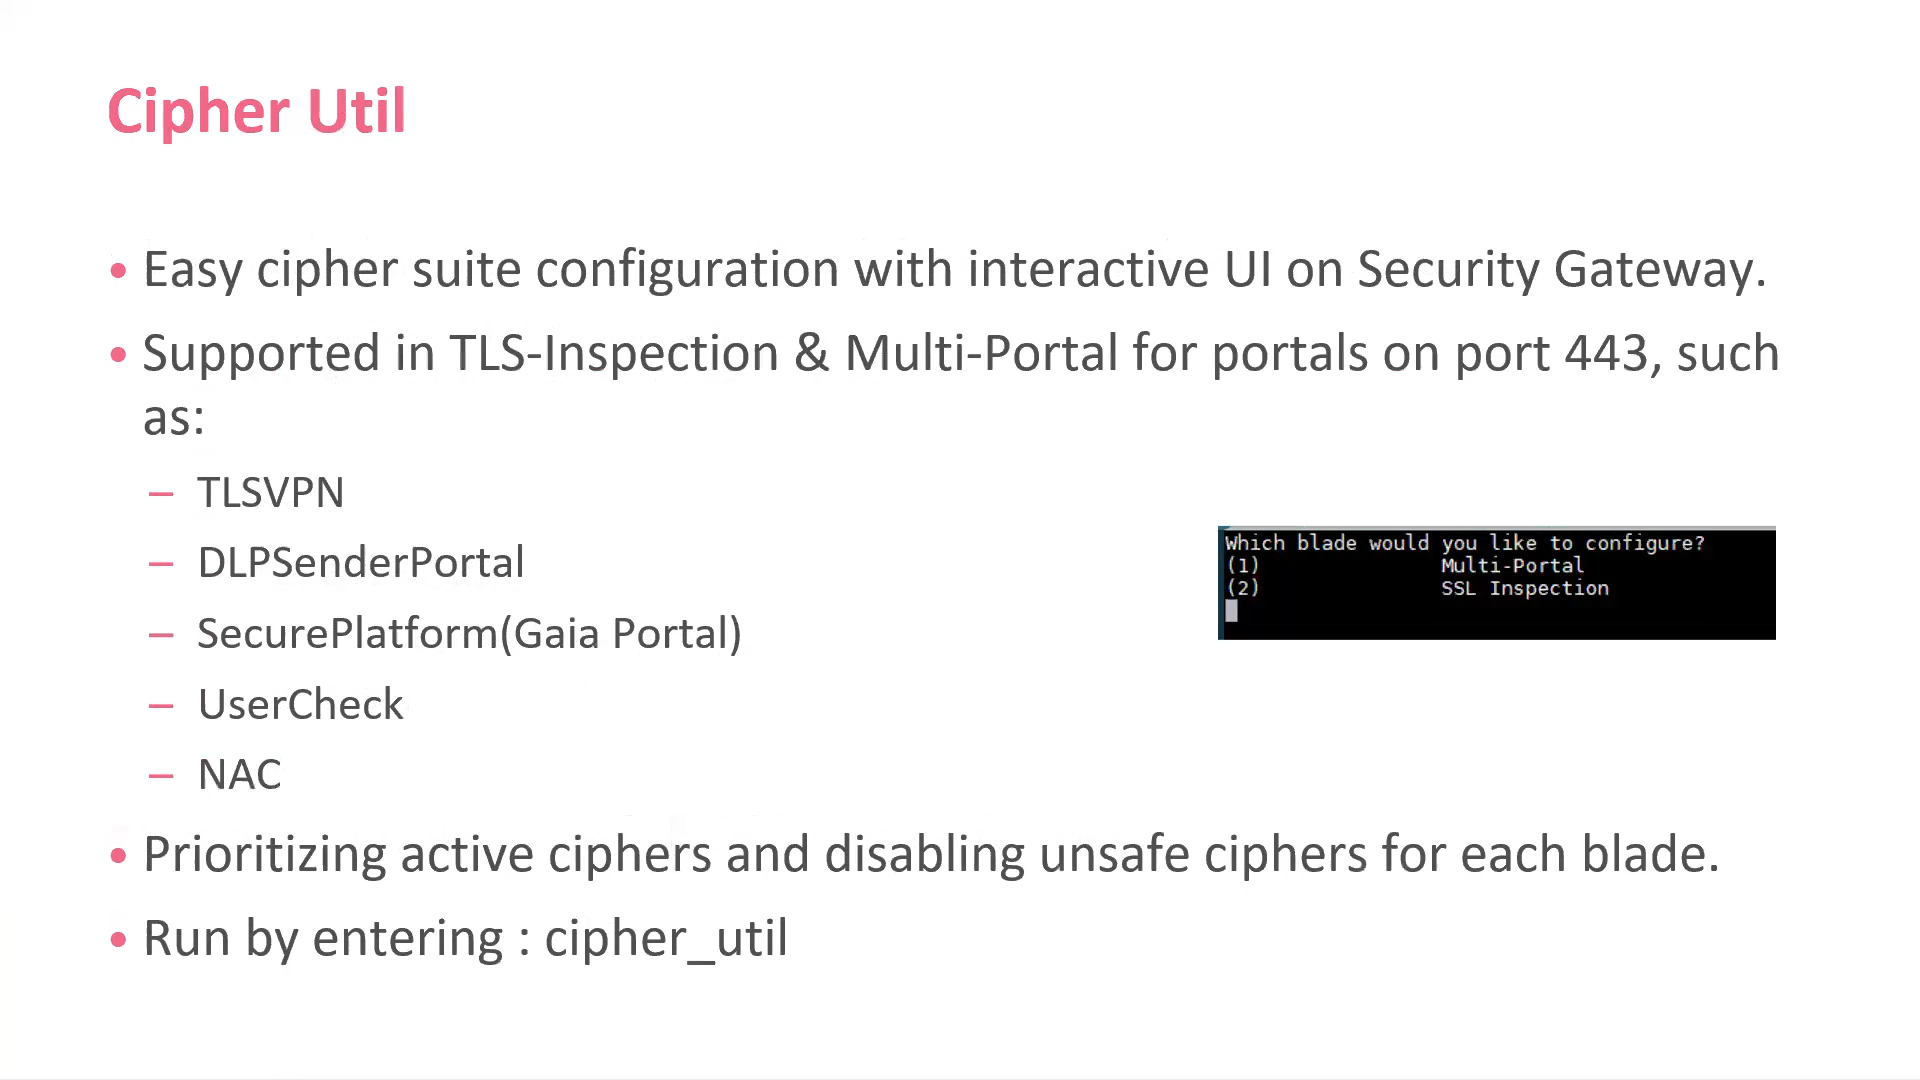 Cipher Util
• Easy cipher suite configuration with interactive UI on Security Gateway.
• Supported in TLS-Inspection & Multi-Portal for portals on port 443, such
as:
– TLSVPN
– DLPSenderPortal
– SecurePlatform(Gaia Portal)
– UserCheck
– NAC
Which blade would you like to configure?
(1) Multi-Portal
(2) SSL Inspection
• Prioritizing active ciphers and disabling unsafe ciphers for each blade.
• Run by entering : cipher_util